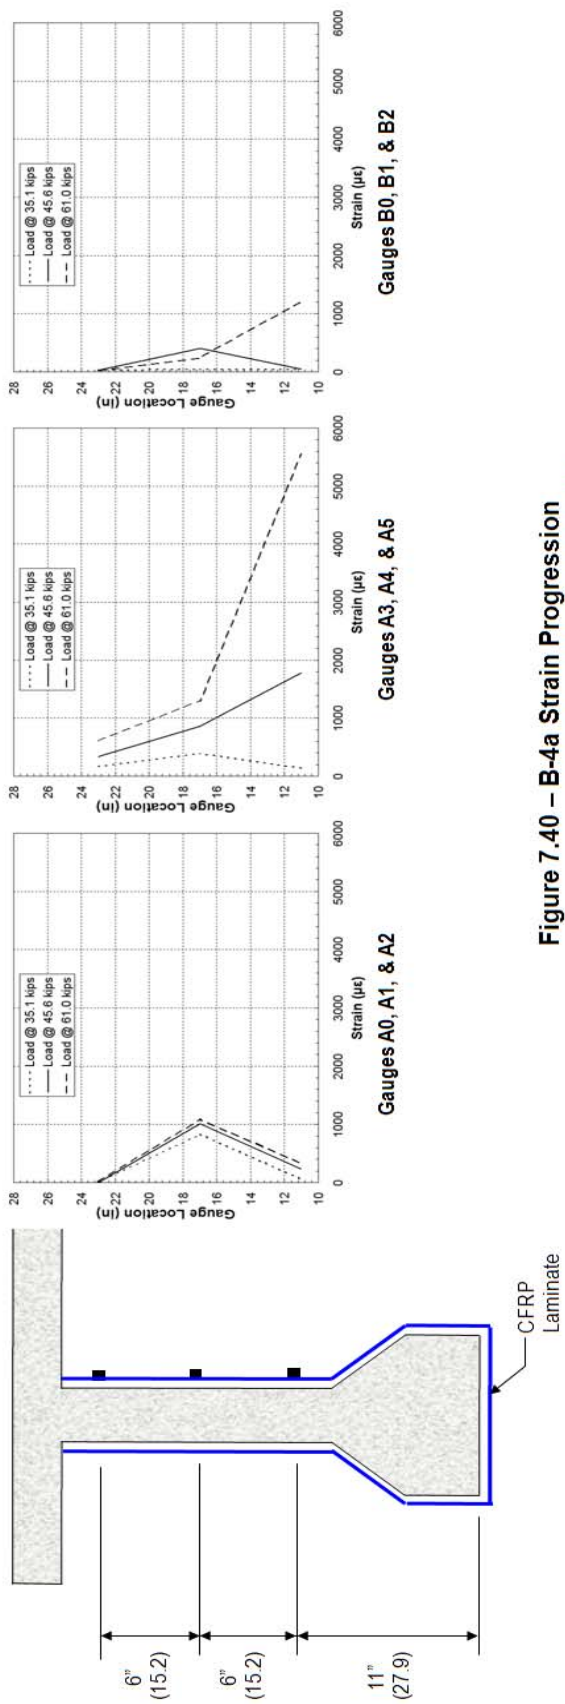 6"
(15.2)
6"
(15.2)
11"
(27.9)
CFRP
Laminate
28
26
24
22
20
18
16
14
12
10
Gauge Location (in)
0
1000
2000
3000
4000
5000
6000
Strain (µε)
Load @ 35.1 kips
Load @ 45.6 kips
Load @ 61.0 kips
Gauges A0, A1, & A2
28
26
24
22
20
18
16
14
12
10
Gauge Location (in)
0
1000
2000
3000
4000
5000
6000
Strain (µε)
Load @ 35.1 kips
Load @ 45.6 kips
Load @ 61.0 kips
Gauges A3, A4, & A5
28
26
24
22
20
18
16
14
12
10
Gauge Location (in)
0
1000
2000
3000
4000
5000
6000
Strain (µε)
Load @ 35.1 kips
Load @ 45.6 kips
Load @ 61.0 kips
Gauges B0, B1, & B2
Figure 7.40 – B-4a Strain Progression